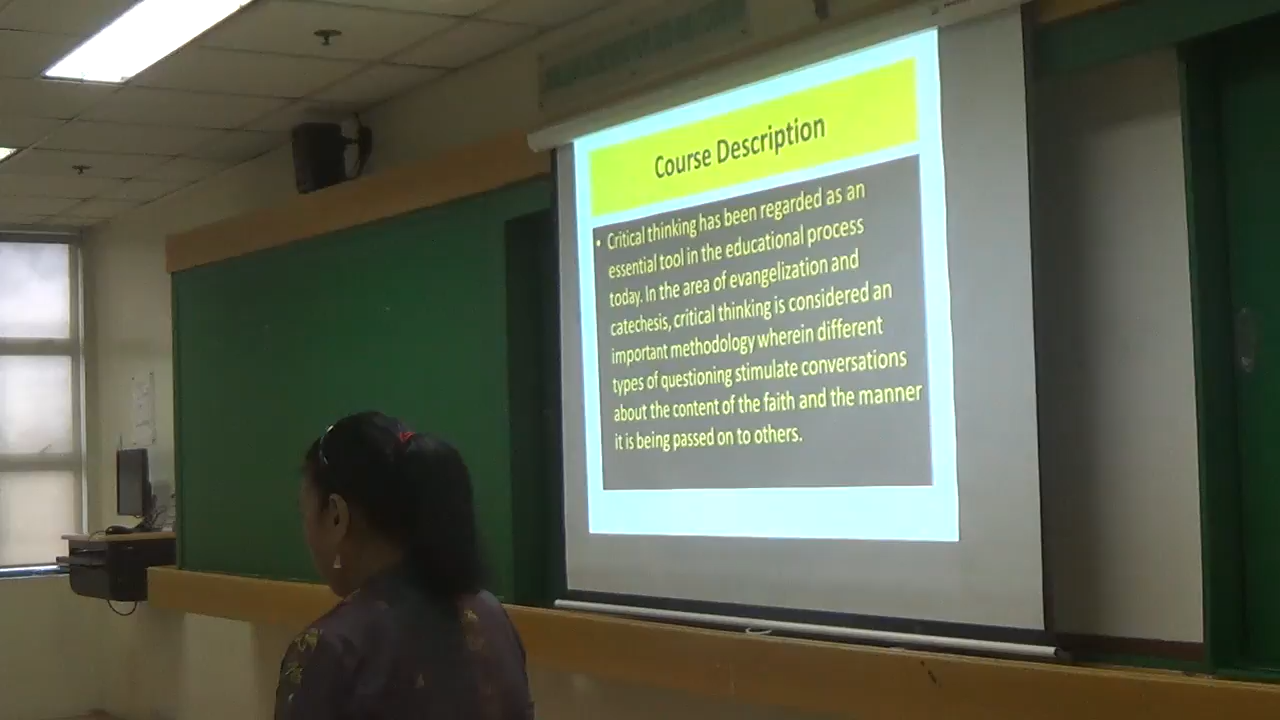 Course Description
• Critical thinking has been regarded as an
essential tool in the educational process
today. In the area of evangelization and
catechesis, critical thinking is considered an
important methodology wherein different
types of questioning stimulate conversations
about the content of the faith and the manner
it is being passed on to others.